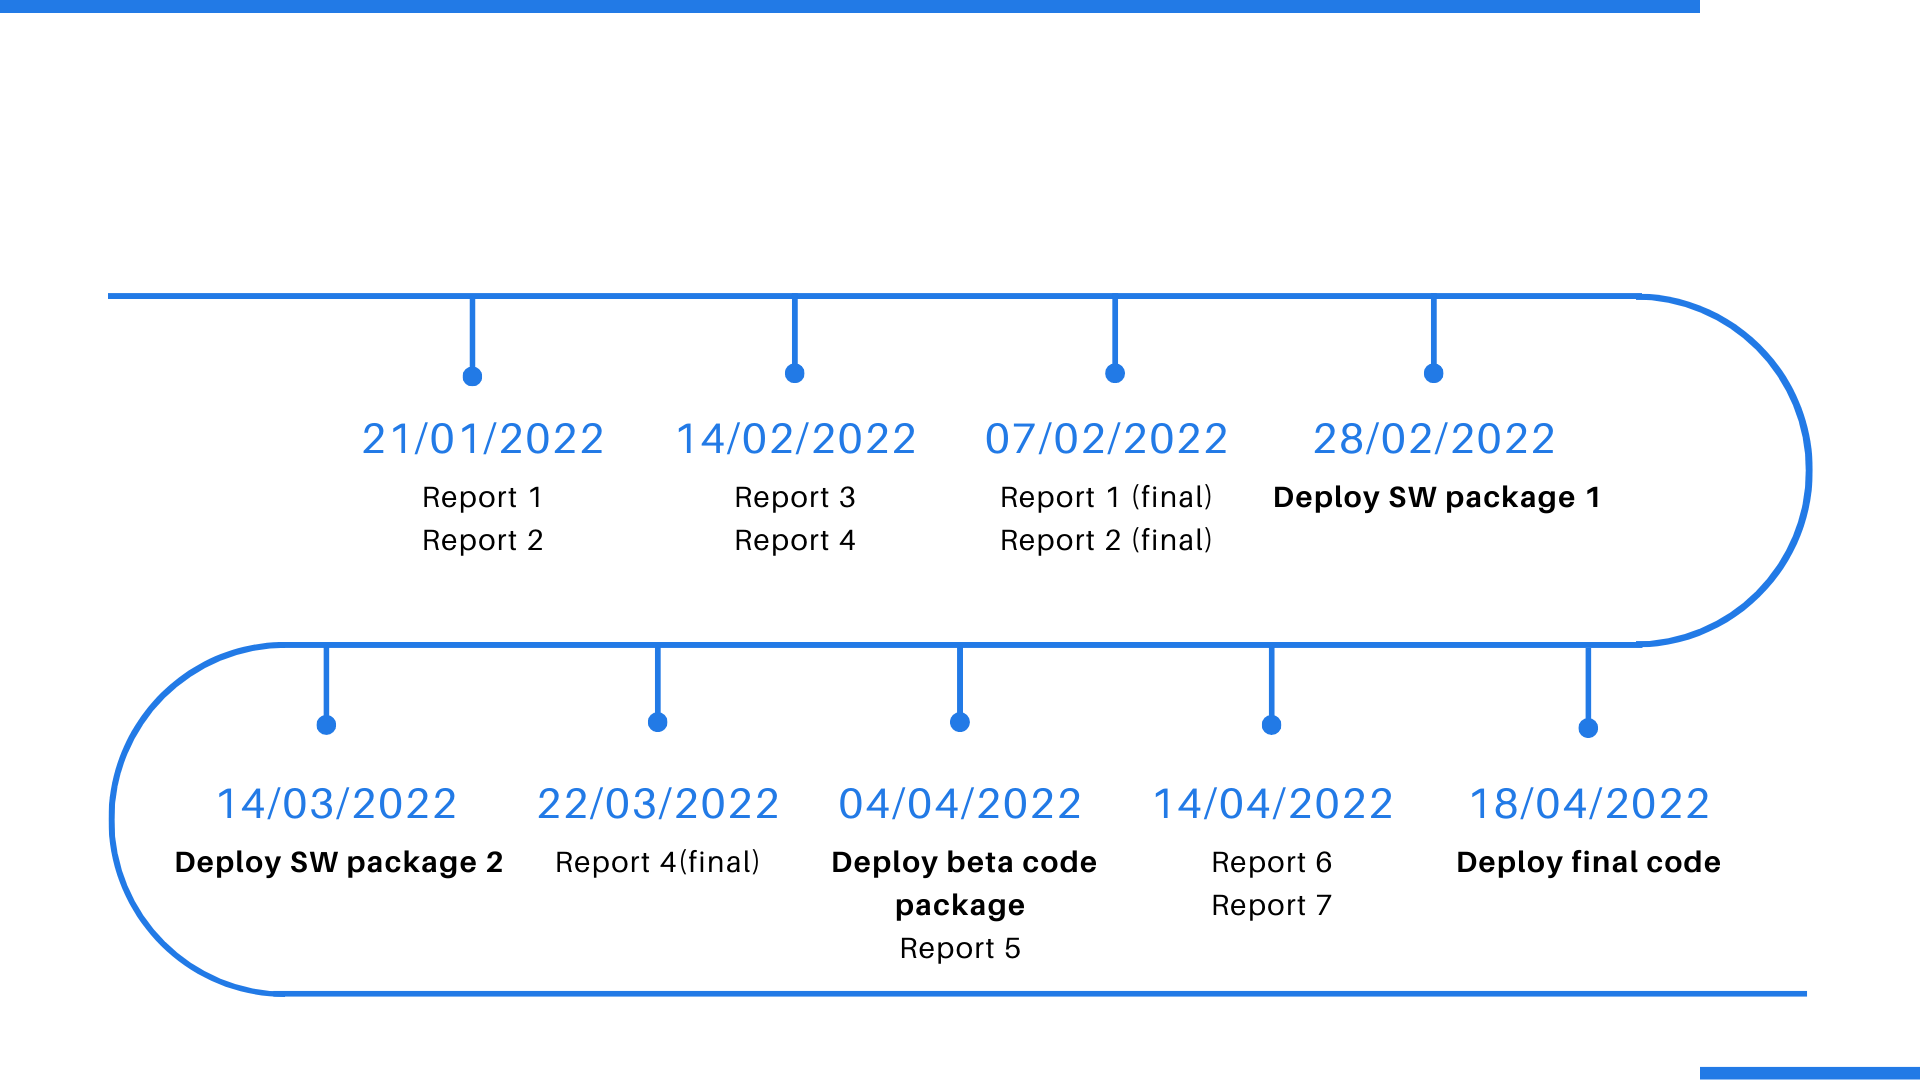 21/01/2022
Report 1
Report 2
14/02/2022
Report 3
Report 4
07/02/2022
Report 1 (final)
Report 2 (final)
28/02/2022
Deploy SW package 1
14/03/2022
Deploy SW package 2
22/03/2022
Report 4(final)
04/04/2022
Deploy beta code
package
Report 5
14/04/2022
Report 6
Report 7
18/04/2022
Deploy final code